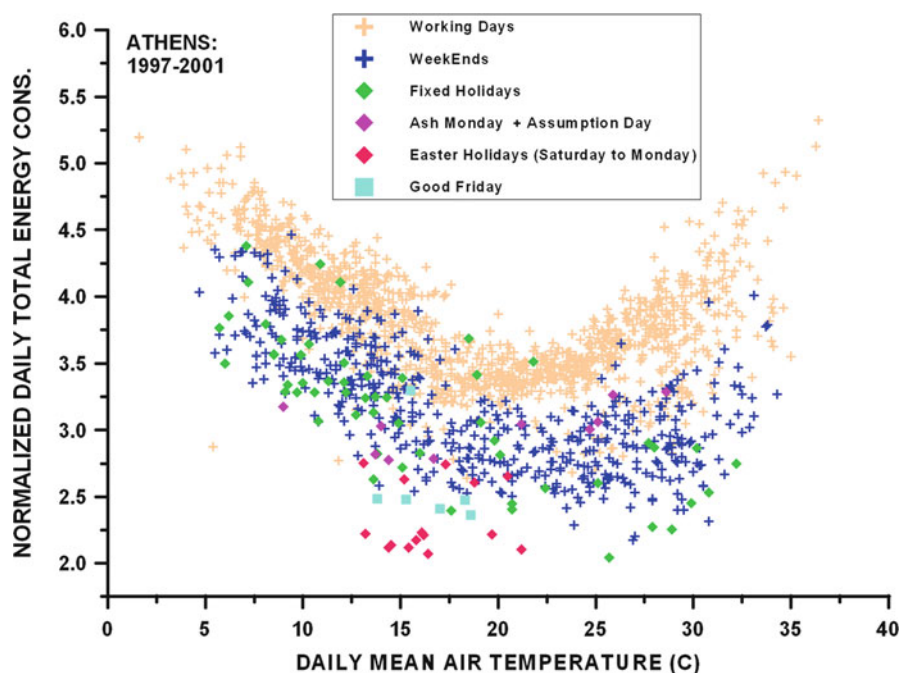 ATHENS:
1997-2001
Working Days
WeekEnds
Fixed Holidays
Ash Monday + Assumption Day
Easter Holidays (Saturday to Monday)
Good Friday
NORMALIZED DAILY TOTAL ENERGY CONS.
6.0
5.5
5.0
4.5
4.0
3.5
3.0
2.5
2.0
0 5 10 15 20 25 30 35 40
DAILY MEAN AIR TEMPERATURE (C)